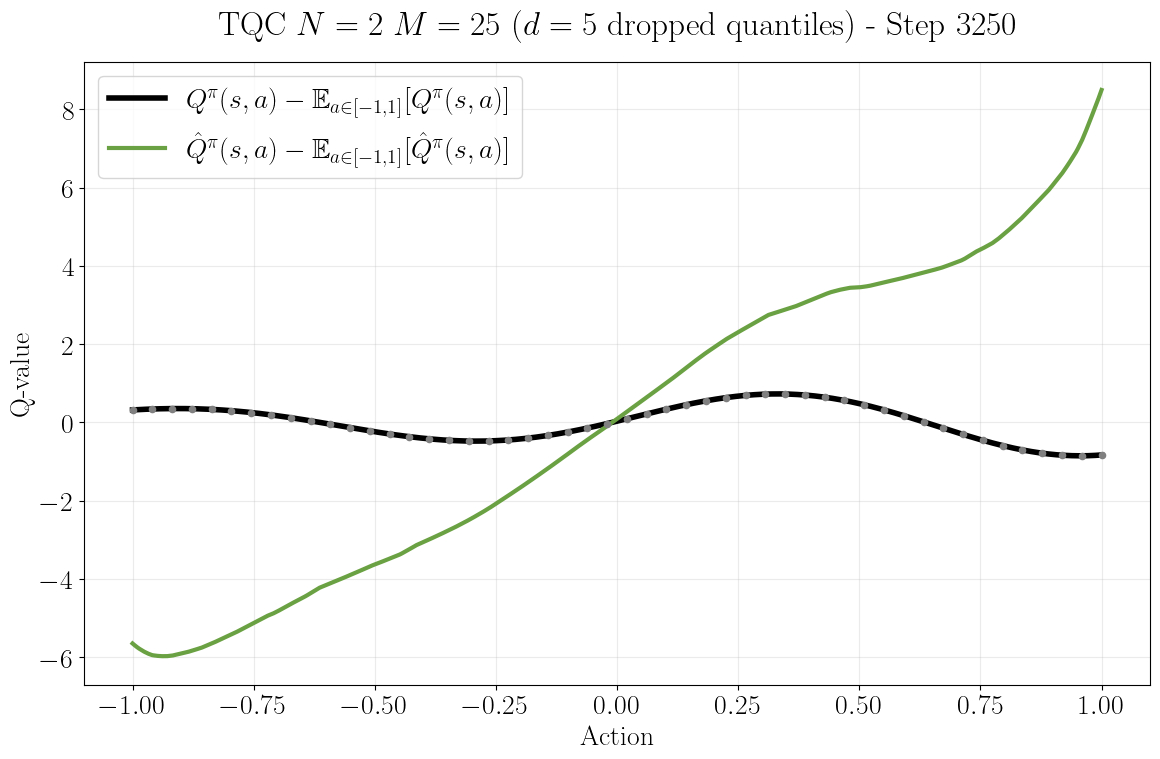 TQC N = 2 M = 25 (d = 5 dropped quantiles) - Step 3250
Q^π(s, a) − 𝔼_{a∈[−1,1]}[Q^π(s, a)]
Q̂^π(s, a) − 𝔼_{a∈[−1,1]}[Q̂^π(s, a)]
8
6
4
2
0
−2
−4
−6
Q-value
−1.00 −0.75 −0.50 −0.25 0.00 0.25 0.50 0.75 1.00
Action